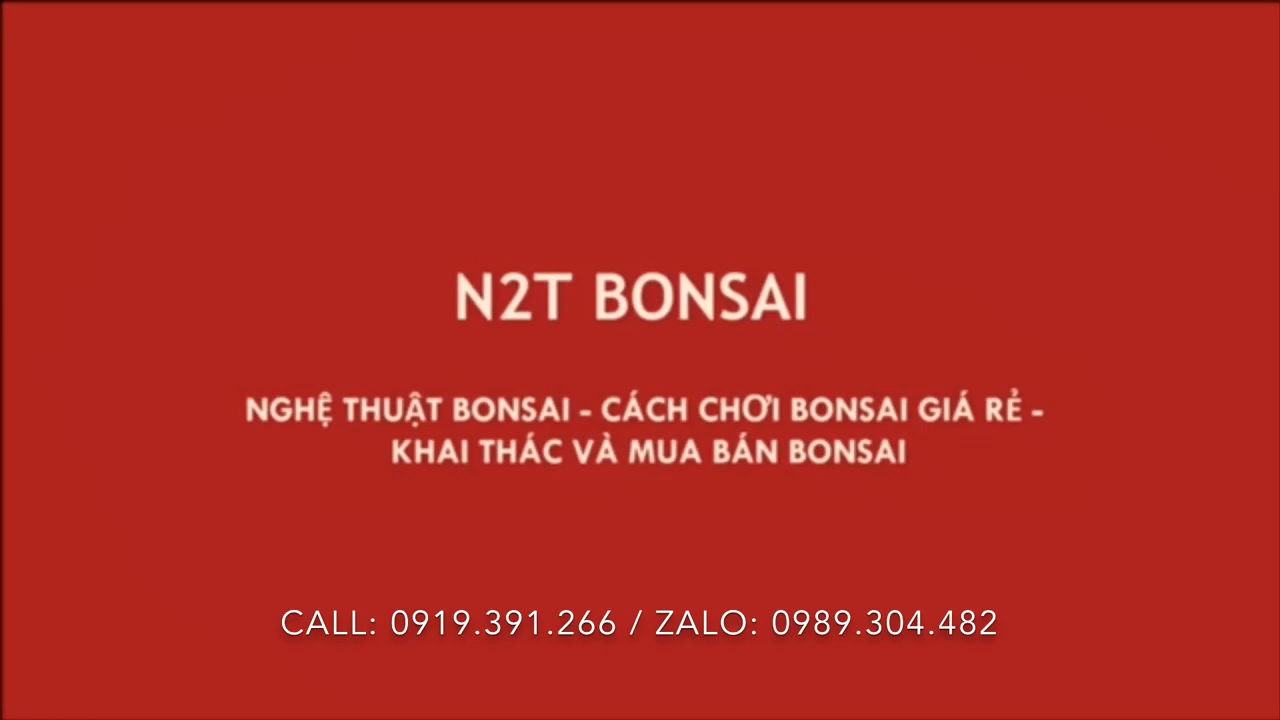 N2T BONSAI
NGHỆ THUẬT BONSAI - CÁCH CHƠI BONSAI GIÁ RẺ -
KHAI THÁC VÀ MUA BÁN BONSAI
CALL: 0919.391.266 / ZALO: 0989.304.482